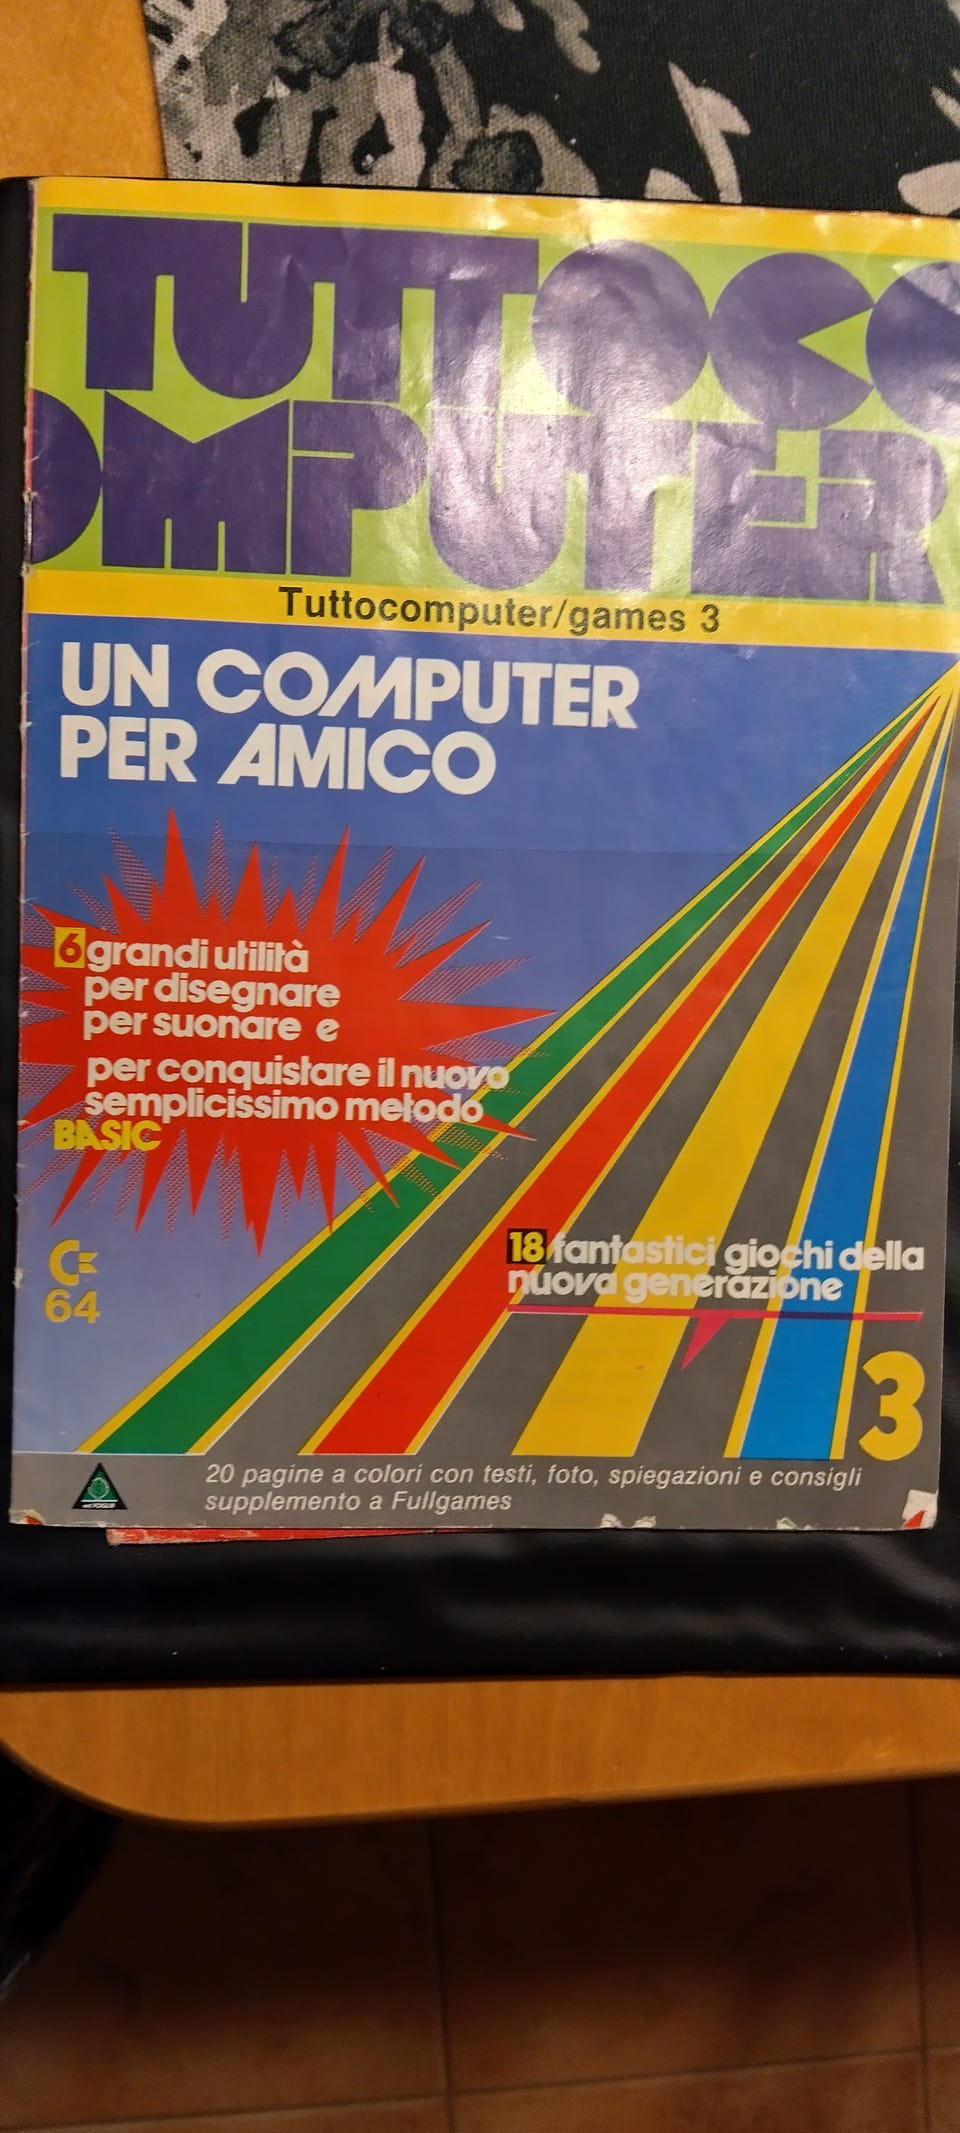 TUTTOCO
OMPUTER
Tuttocomputer/games 3
UN COMPUTER
PER AMICO
6 grandi utilità
per disegnare
per suonare e
per conquistare il nuovo
semplicissimo metodo
BASIC
C
64
18 fantastici giochi della
nuova generazione
3
20 pagine a colori con testi, foto, spiegazioni e consigli
supplemento a Fullgames